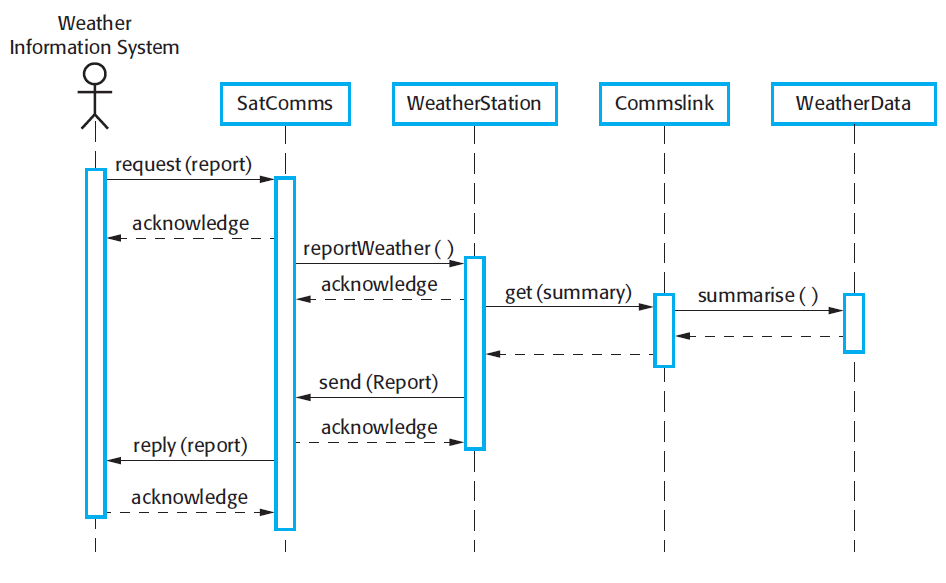 Weather
Information System
SatComms
WeatherStation
Commslink
WeatherData
request (report)
acknowledge
reportWeather ( )
acknowledge
get (summary)
summarise ( )
send (Report)
acknowledge
reply (report)
acknowledge